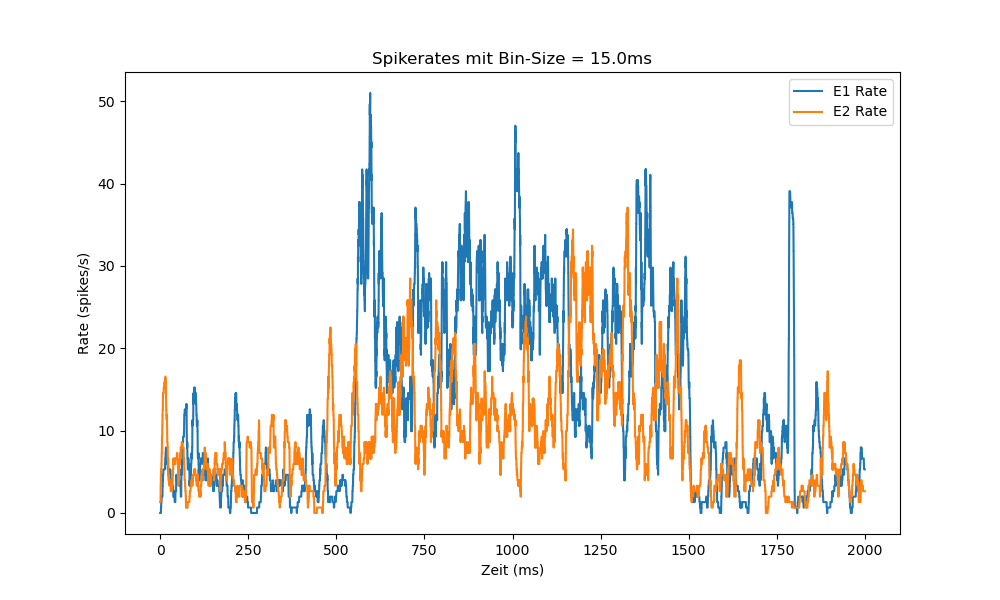 Spikerates mit Bin-Size = 15.0ms
E1 Rate
E2 Rate
Rate (spikes/s)
50
40
30
20
10
0
0 250 500 750 1000 1250 1500 1750 2000
Zeit (ms)